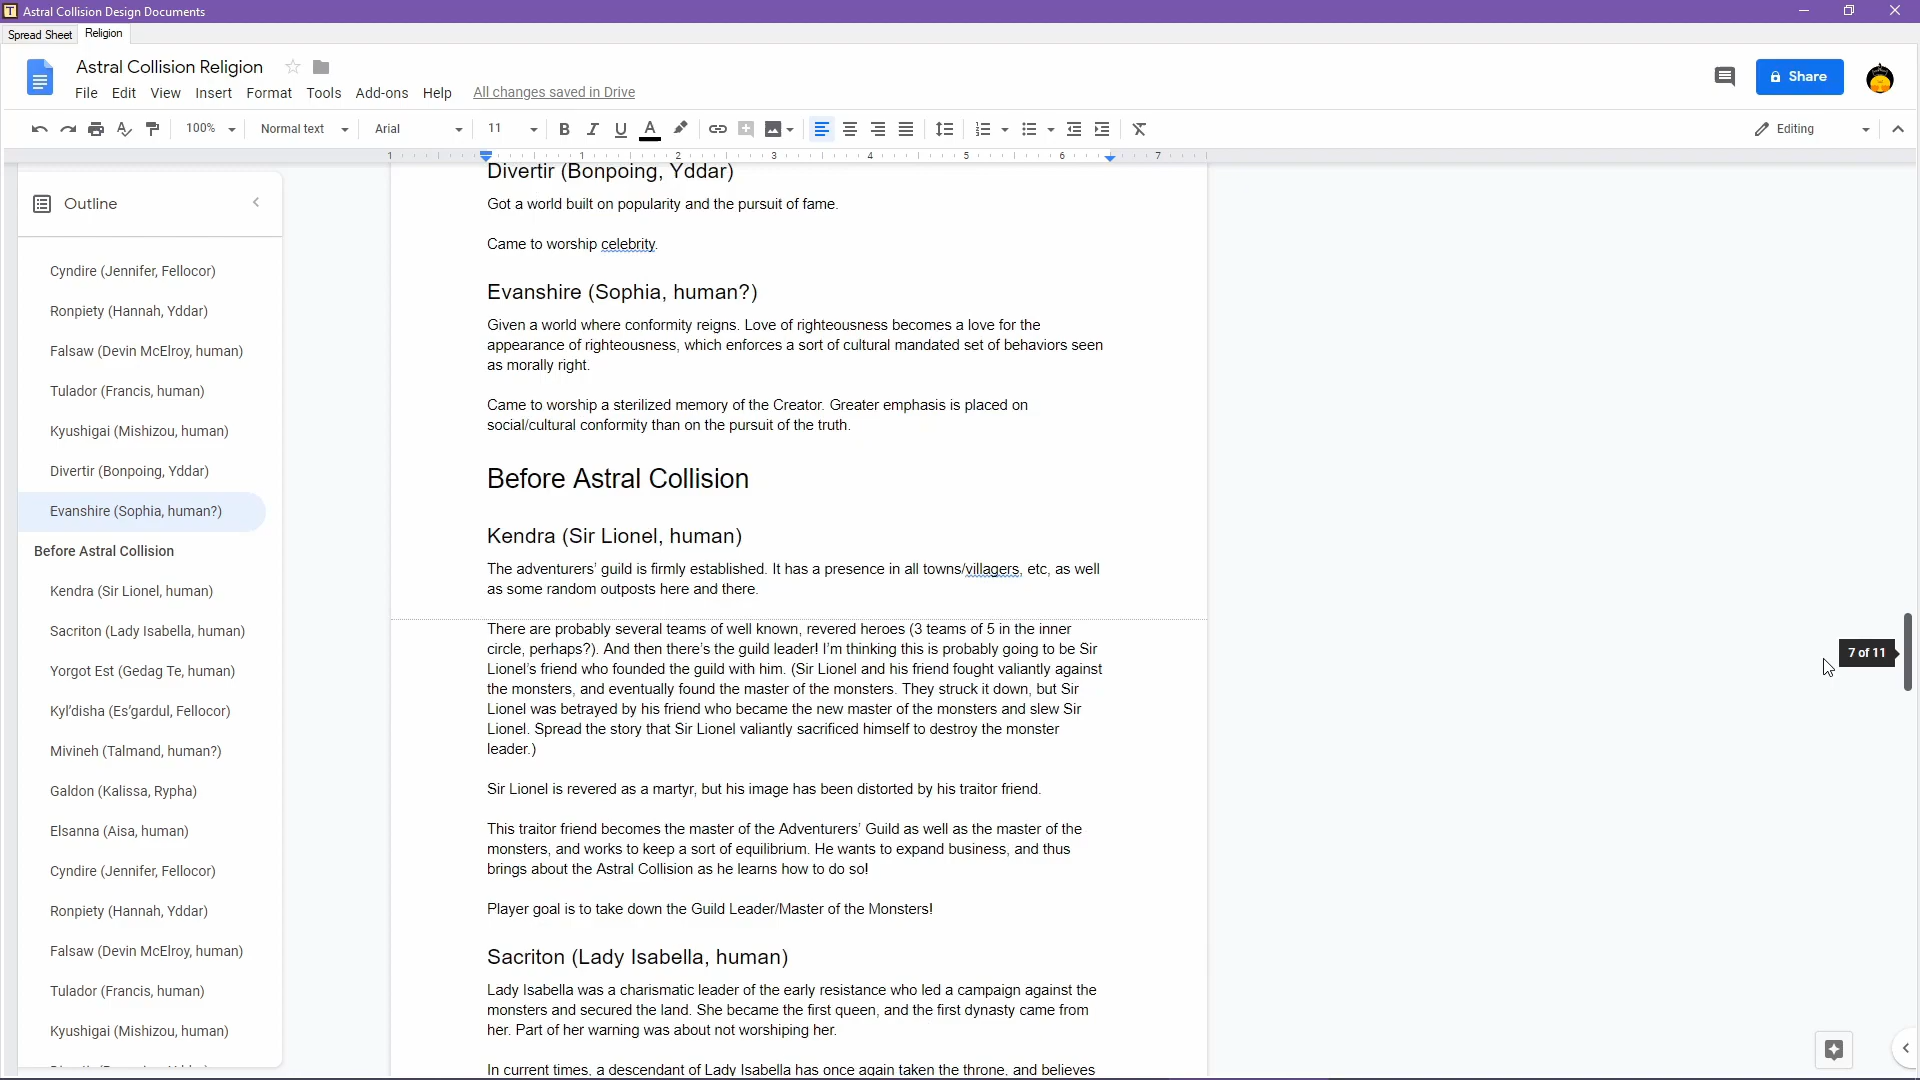 Astral Collision Design Documents
Spread Sheet
Religion
Astral Collision Religion
File Edit View Insert Format Tools Add-ons Help All changes saved in Drive
Share
100% Normal text Arial 11
Editing
1 1 2 3 4 5 6 7
Outline
Cyndire (Jennifer, Fellocor)
Ronpiety (Hannah, Yddar)
Falsaw (Devin McElroy, human)
Tulador (Francis, human)
Kyushigai (Mishizou, human)
Divertir (Bonpoing, Yddar)
Evanshire (Sophia, human?)
Before Astral Collision
Kendra (Sir Lionel, human)
Sacriton (Lady Isabella, human)
Yorgot Est (Gedag Te, human)
Kyl'disha (Es'gardul, Fellocor)
Mivineh (Talmand, human?)
Galdon (Kalissa, Rypha)
Elsanna (Aisa, human)
Cyndire (Jennifer, Fellocor)
Ronpiety (Hannah, Yddar)
Falsaw (Devin McElroy, human)
Tulador (Francis, human)
Kyushigai (Mishizou, human)
Divertir (Bonpoing, Yddar)
Got a world built on popularity and the pursuit of fame.
Came to worship celebrity.
Evanshire (Sophia, human?)
Given a world where conformity reigns. Love of righteousness becomes a love for the
appearance of righteousness, which enforces a sort of cultural mandated set of behaviors seen
as morally right.
Came to worship a sterilized memory of the Creator. Greater emphasis is placed on
social/cultural conformity than on the pursuit of the truth.
Before Astral Collision
Kendra (Sir Lionel, human)
The adventurers' guild is firmly established. It has a presence in all towns/villagers, etc, as well
as some random outposts here and there.
There are probably several teams of well known, revered heroes (3 teams of 5 in the inner
circle, perhaps?). And then there's the guild leader! I'm thinking this is probably going to be Sir
Lionel's friend who founded the guild with him. (Sir Lionel and his friend fought valiantly against
the monsters, and eventually found the master of the monsters. They struck it down, but Sir
Lionel was betrayed by his friend who became the new master of the monsters and slew Sir
Lionel. Spread the story that Sir Lionel valiantly sacrificed himself to destroy the monster
leader.)
Sir Lionel is revered as a martyr, but his image has been distorted by his traitor friend.
This traitor friend becomes the master of the Adventurers' Guild as well as the master of the
monsters, and works to keep a sort of equilibrium. He wants to expand business, and thus
brings about the Astral Collision as he learns how to do so!
Player goal is to take down the Guild Leader/Master of the Monsters!
Sacriton (Lady Isabella, human)
Lady Isabella was a charismatic leader of the early resistance who led a campaign against the
monsters and secured the land. She became the first queen, and the first dynasty came from
her. Part of her warning was about not worshiping her.
In current times, a descendant of Lady Isabella has once again taken the throne, and believes
7 of 11